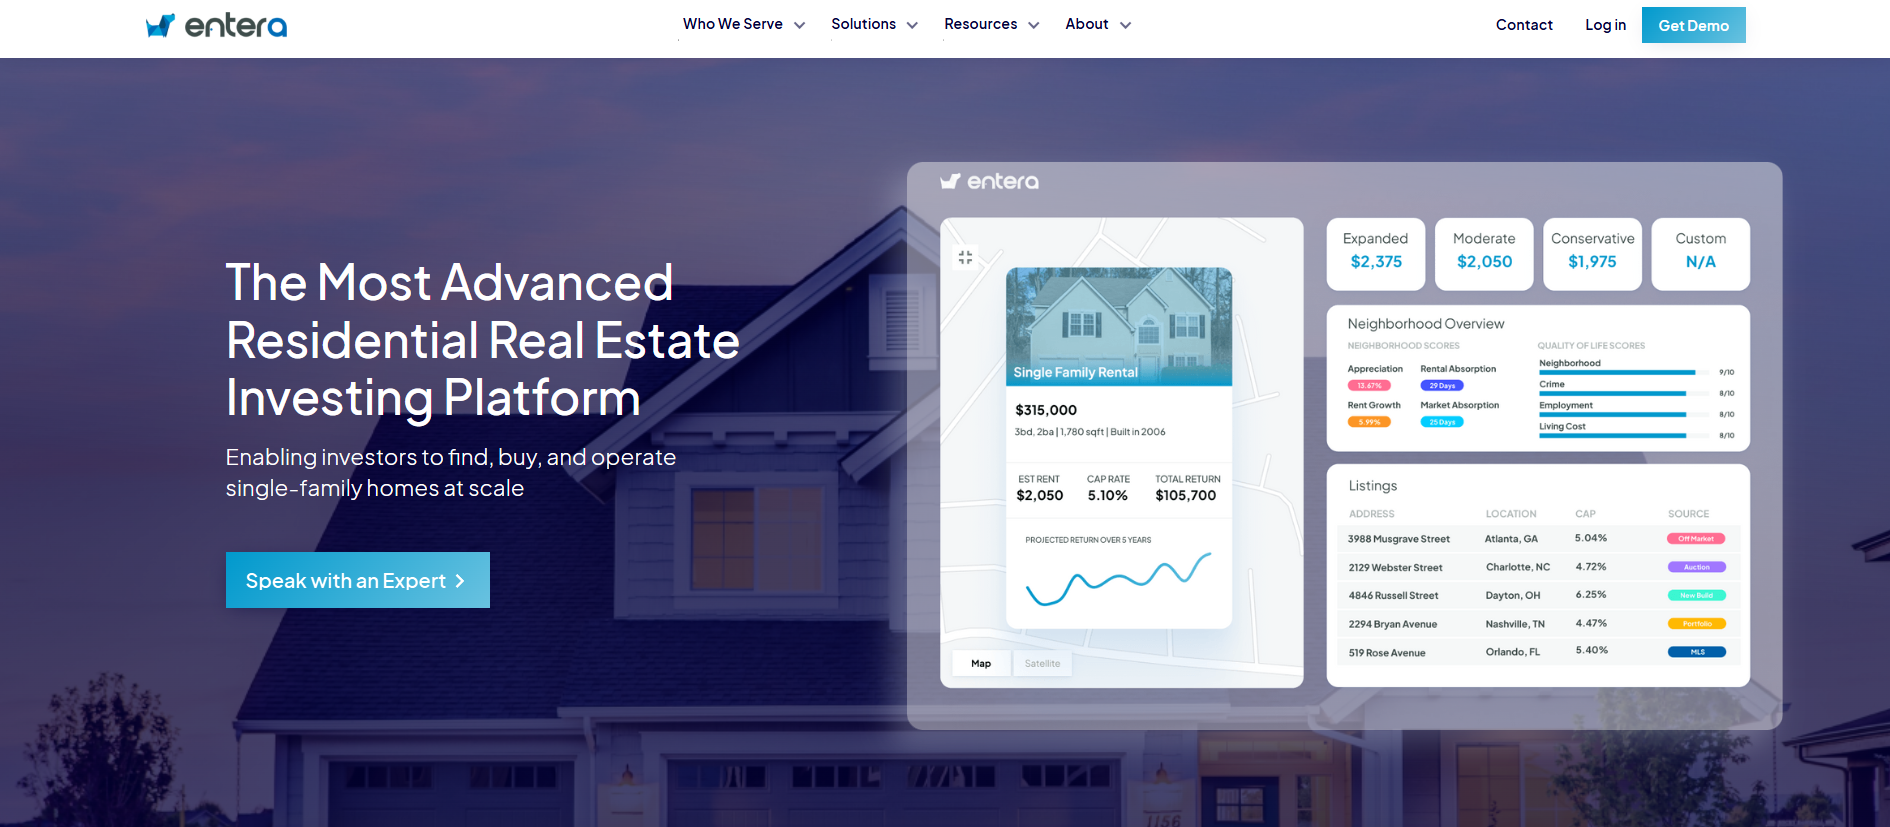 entera
Who We Serve
Solutions
Resources
About
Contact
Log in
Get Demo
The Most Advanced
Residential Real Estate
Investing Platform
Enabling investors to find, buy, and operate
single-family homes at scale
Speak with an Expert
entera
Single Family Rental
$315,000
3bd, 2ba | 1,780 sqft | Built in 2006
EST RENT CAP RATE TOTAL RETURN
$2,050 5.10% $105,700
PROJECTED RETURN OVER 5 YEARS
Map Satellite
Expanded Moderate Conservative Custom
$2,375 $2,050 $1,975 N/A
Neighborhood Overview
NEIGHBORHOOD SCORES
Appreciation Rental Absorption
13.67% 29 Days
Rent Growth Market Absorption
5.99% 25 Days
QUALITY OF LIFE SCORES
Neighborhood
9/10
Crime
8/10
Employment
8/10
Living Cost
8/10
Listings
ADDRESS LOCATION CAP SOURCE
3988 Musgrave Street Atlanta, GA 5.04% Off Market
2129 Webster Street Charlotte, NC 4.72% Auction
4846 Russell Street Dayton, OH 6.25% New Build
2294 Bryan Avenue Nashville, TN 4.47% Portfolio
519 Rose Avenue Orlando, FL 5.40% MLS
1156